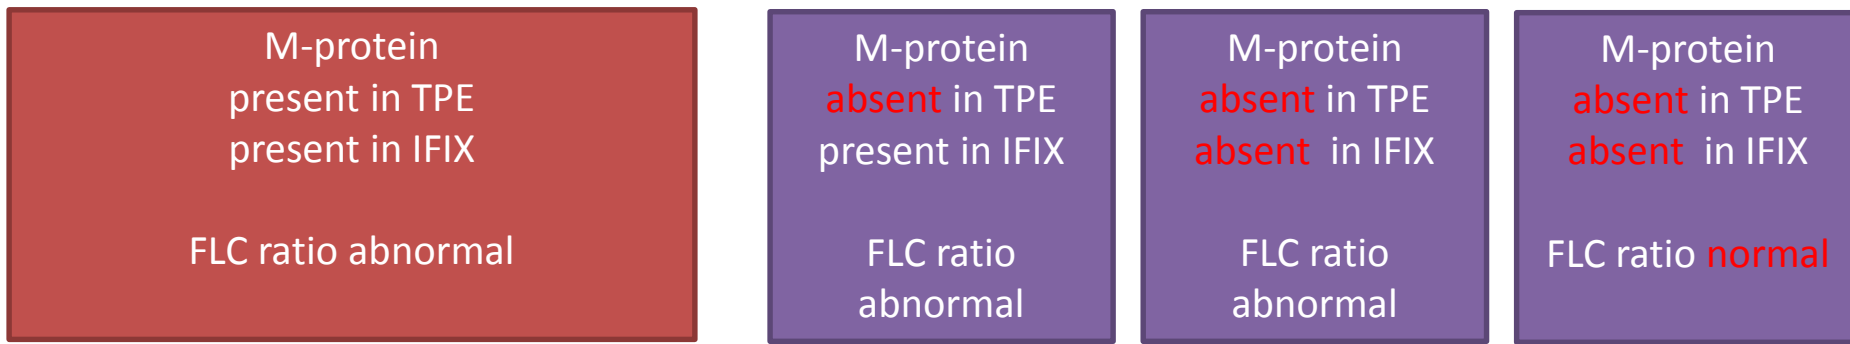 M-protein
present in TPE
present in IFIX
FLC ratio abnormal
M-protein
absent in TPE
present in IFIX
FLC ratio
abnormal
M-protein
absent in TPE
absent in IFIX
FLC ratio
abnormal
M-protein
absent in TPE
absent in IFIX
FLC ratio normal